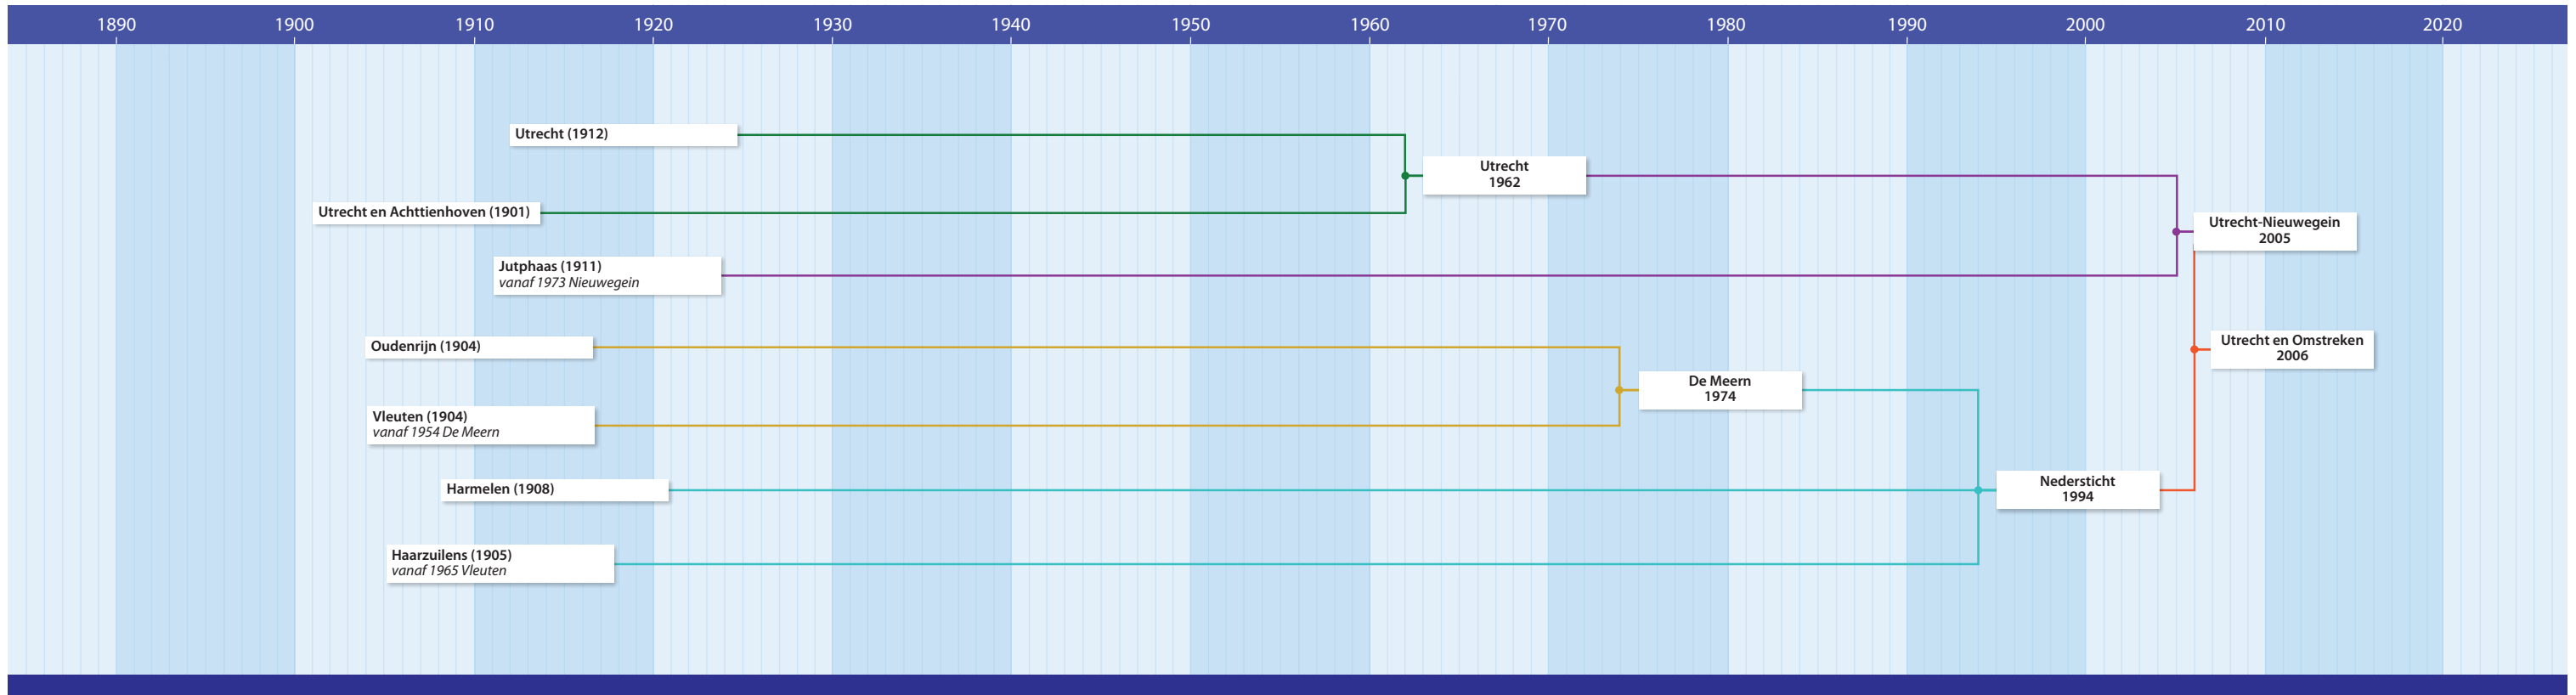 1890 1900 1910 1920 1930 1940 1950 1960 1970 1980 1990 2000 2010 2020
Utrecht (1912)
Utrecht
1962
Utrecht en Achttienhoven (1901)
Utrecht-Nieuwegein
2005
Jutphaas (1911)
vanaf 1973 Nieuwegein
Oudenrijn (1904)
Utrecht en Omstreken
2006
De Meern
1974
Vleuten (1904)
vanaf 1954 De Meern
Harmelen (1908)
Nedersticht
1994
Haarzuilens (1905)
vanaf 1965 Vleuten